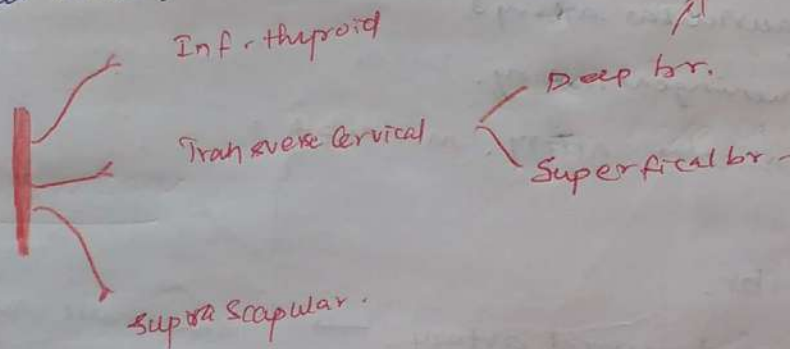 Inf. thyroid
Deep br.
Transverse Cervical
Superfical br.
Supra Scapular.